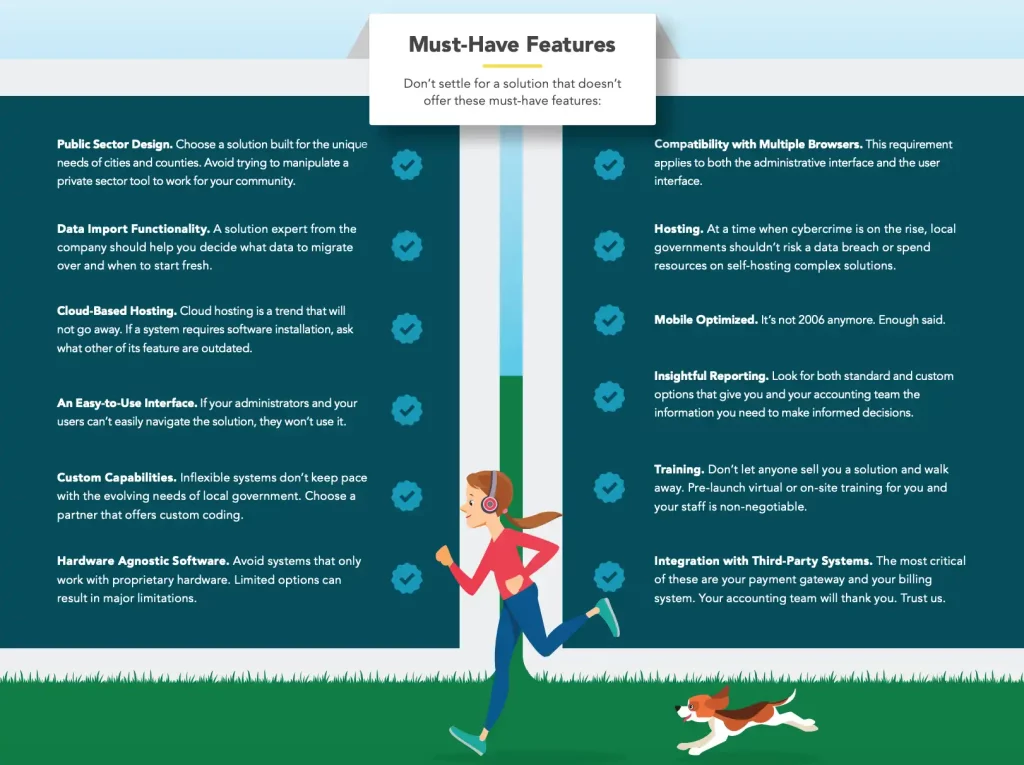 Must-Have Features
Don't settle for a solution that doesn't
offer these must-have features:
Public Sector Design. Choose a solution built for the unique
needs of cities and counties. Avoid trying to manipulate a
private sector tool to work for your community.
Data Import Functionality. A solution expert from the
company should help you decide what data to migrate
over and when to start fresh.
Cloud-Based Hosting. Cloud hosting is a trend that will
not go away. If a system requires software installation, ask
what other of its feature are outdated.
An Easy-to-Use Interface. If your administrators and your
users can't easily navigate the solution, they won't use it.
Custom Capabilities. Inflexible systems don't keep pace
with the evolving needs of local government. Choose a
partner that offers custom coding.
Hardware Agnostic Software. Avoid systems that only
work with proprietary hardware. Limited options can
result in major limitations.
Compatibility with Multiple Browsers. This requirement
applies to both the administrative interface and the user
interface.
Hosting. At a time when cybercrime is on the rise, local
governments shouldn't risk a data breach or spend
resources on self-hosting complex solutions.
Mobile Optimized. It's not 2006 anymore. Enough said.
Insightful Reporting. Look for both standard and custom
options that give you and your accounting team the
information you need to make informed decisions.
Training. Don't let anyone sell you a solution and walk
away. Pre-launch virtual or on-site training for you and
your staff is non-negotiable.
Integration with Third-Party Systems. The most critical
of these are your payment gateway and your billing
system. Your accounting team will thank you. Trust us.